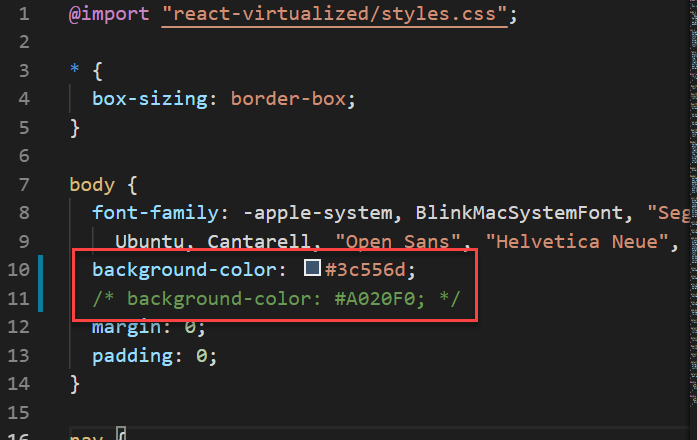 1 @import "react-virtualized/styles.css";
2
3 * {
4 box-sizing: border-box;
5 }
6
7 body {
8 font-family: -apple-system, BlinkMacSystemFont, "Seg
9 Ubuntu, Cantarell, "Open Sans", "Helvetica Neue",
10 background-color: #3c556d;
11 /* background-color: #A020F0; */
12 margin: 0;
13 padding: 0;
14 }
15
16 nav {